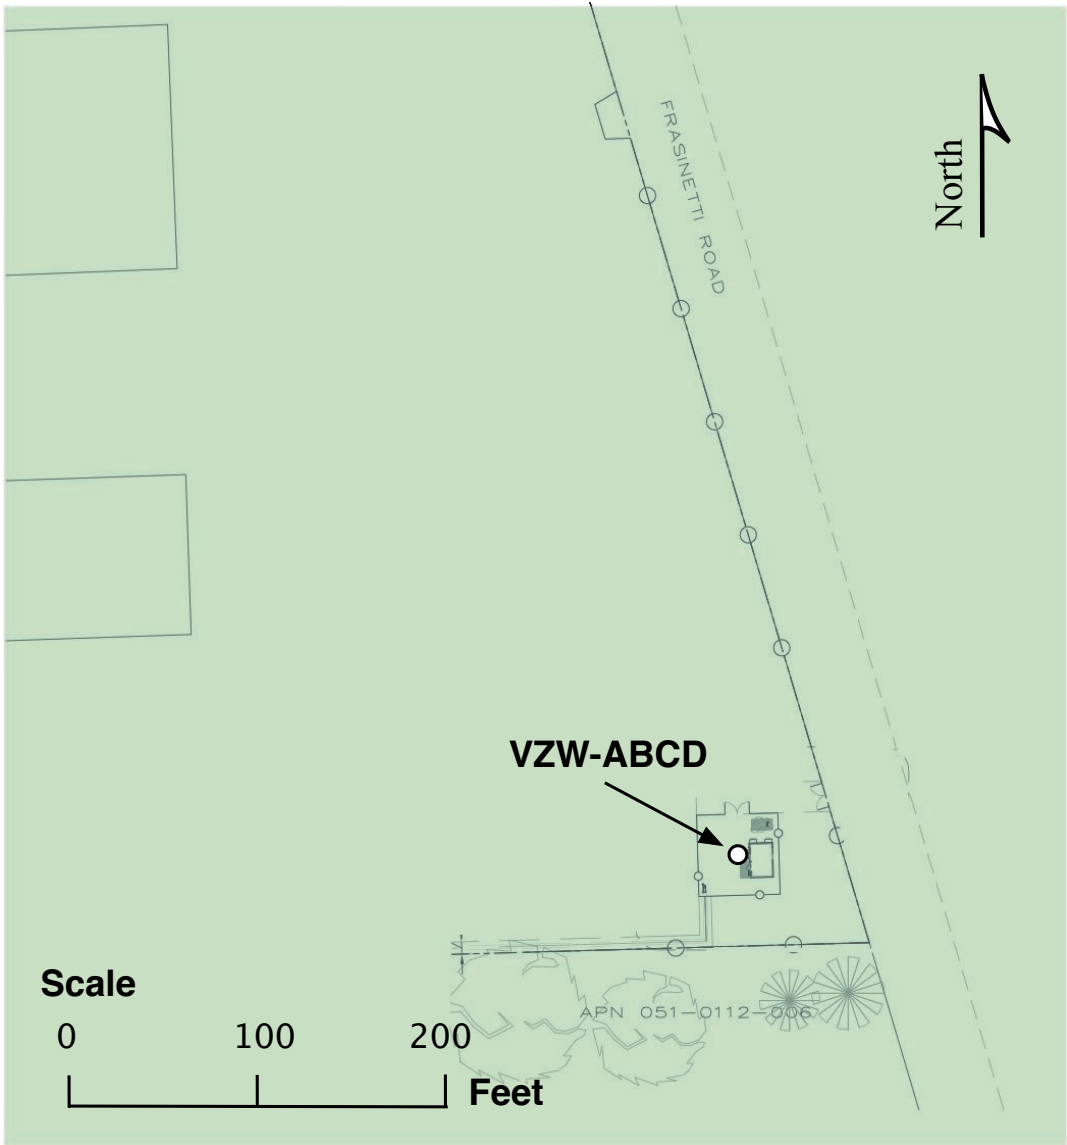 FRASINETTI ROAD
North
VZW-ABCD
APN 051-0112-006
Scale
0 100 200
Feet